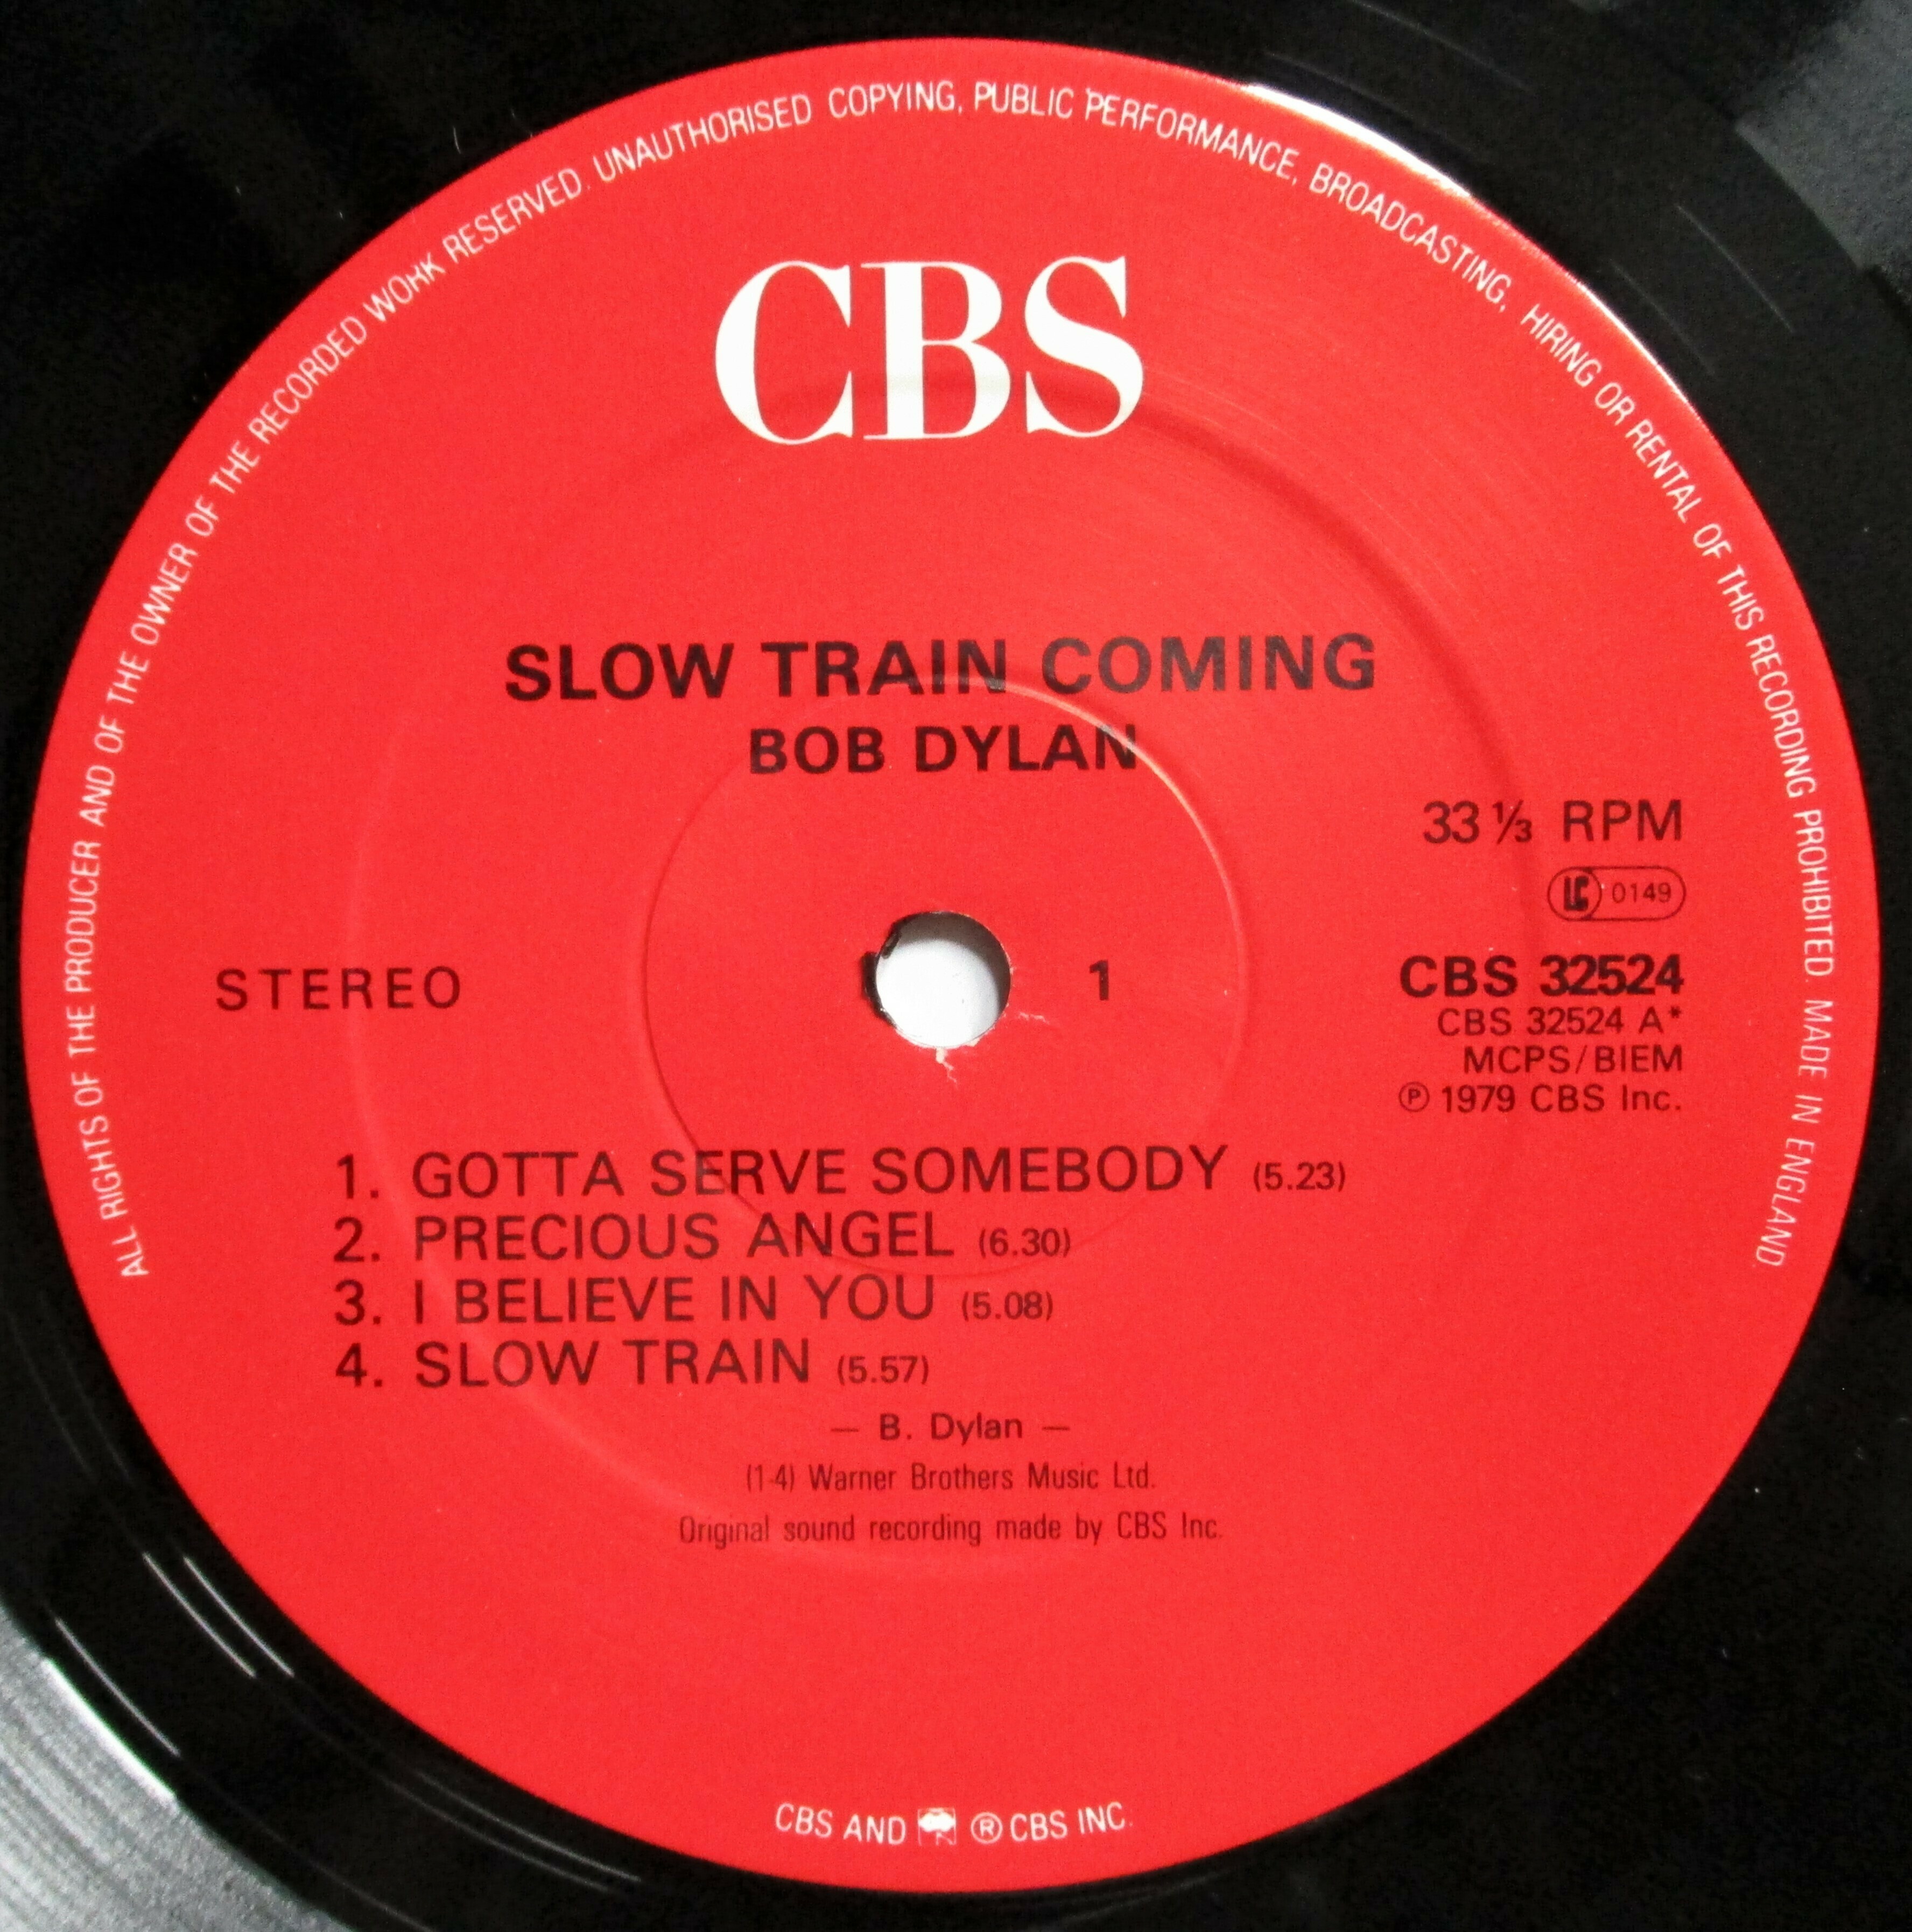 ALL RIGHTS OF THE PRODUCER AND OF THE OWNER OF THE RECORDED WORK RESERVED. UNAUTHORISED COPYING, PUBLIC PERFORMANCE, BROADCASTING, HIRING OR RENTAL OF THIS RECORDING PROHIBITED. MADE IN ENGLAND
CBS
SLOW TRAIN COMING
BOB DYLAN
33 ⅓ RPM
LC 0149
STEREO
1
CBS 32524
CBS 32524 A*
MCPS/BIEM
℗ 1979 CBS Inc.
1. GOTTA SERVE SOMEBODY (5.23)
2. PRECIOUS ANGEL (6.30)
3. I BELIEVE IN YOU (5.08)
4. SLOW TRAIN (5.57)
— B. Dylan —
(1-4) Warner Brothers Music Ltd.
Original sound recording made by CBS Inc.
CBS AND ® CBS INC.